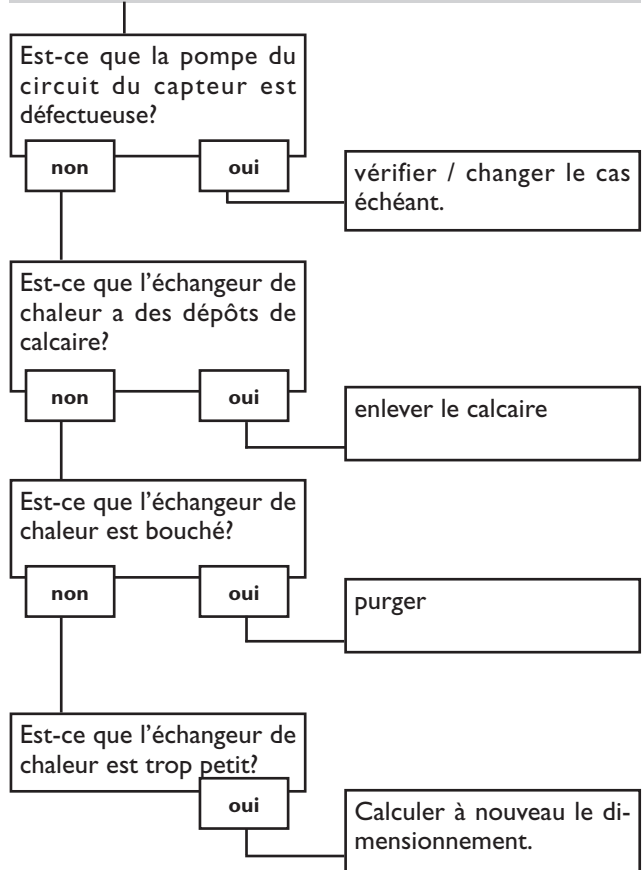 Est-ce que la pompe du
circuit du capteur est
défectueuse?
non
oui
vérifier / changer le cas
échéant.
Est-ce que l'échangeur de
chaleur a des dépôts de
calcaire?
non
oui
enlever le calcaire
Est-ce que l'échangeur de
chaleur est bouché?
non
oui
purger
Est-ce que l'échangeur de
chaleur est trop petit?
oui
Calculer à nouveau le di-
mensionnement.